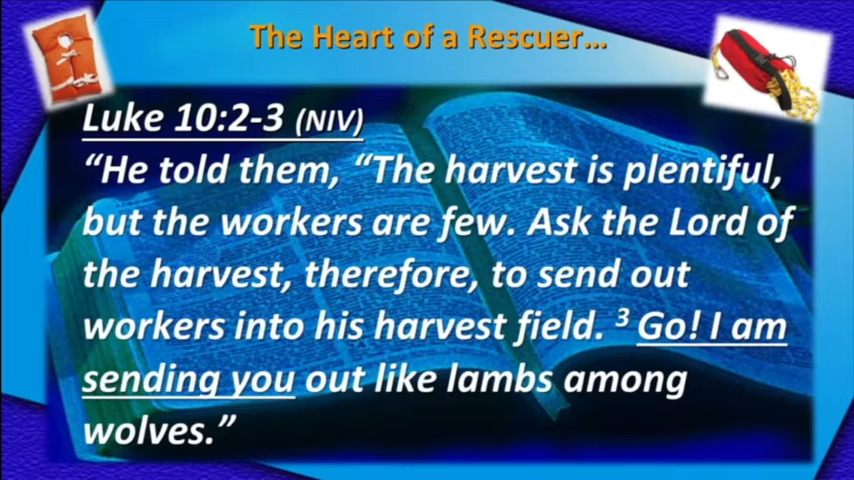 The Heart of a Rescuer...
Luke 10:2-3 (NIV)
“He told them, “The harvest is plentiful,
but the workers are few. Ask the Lord of
the harvest, therefore, to send out
workers into his harvest field. ³ Go! I am
sending you out like lambs among
wolves.”